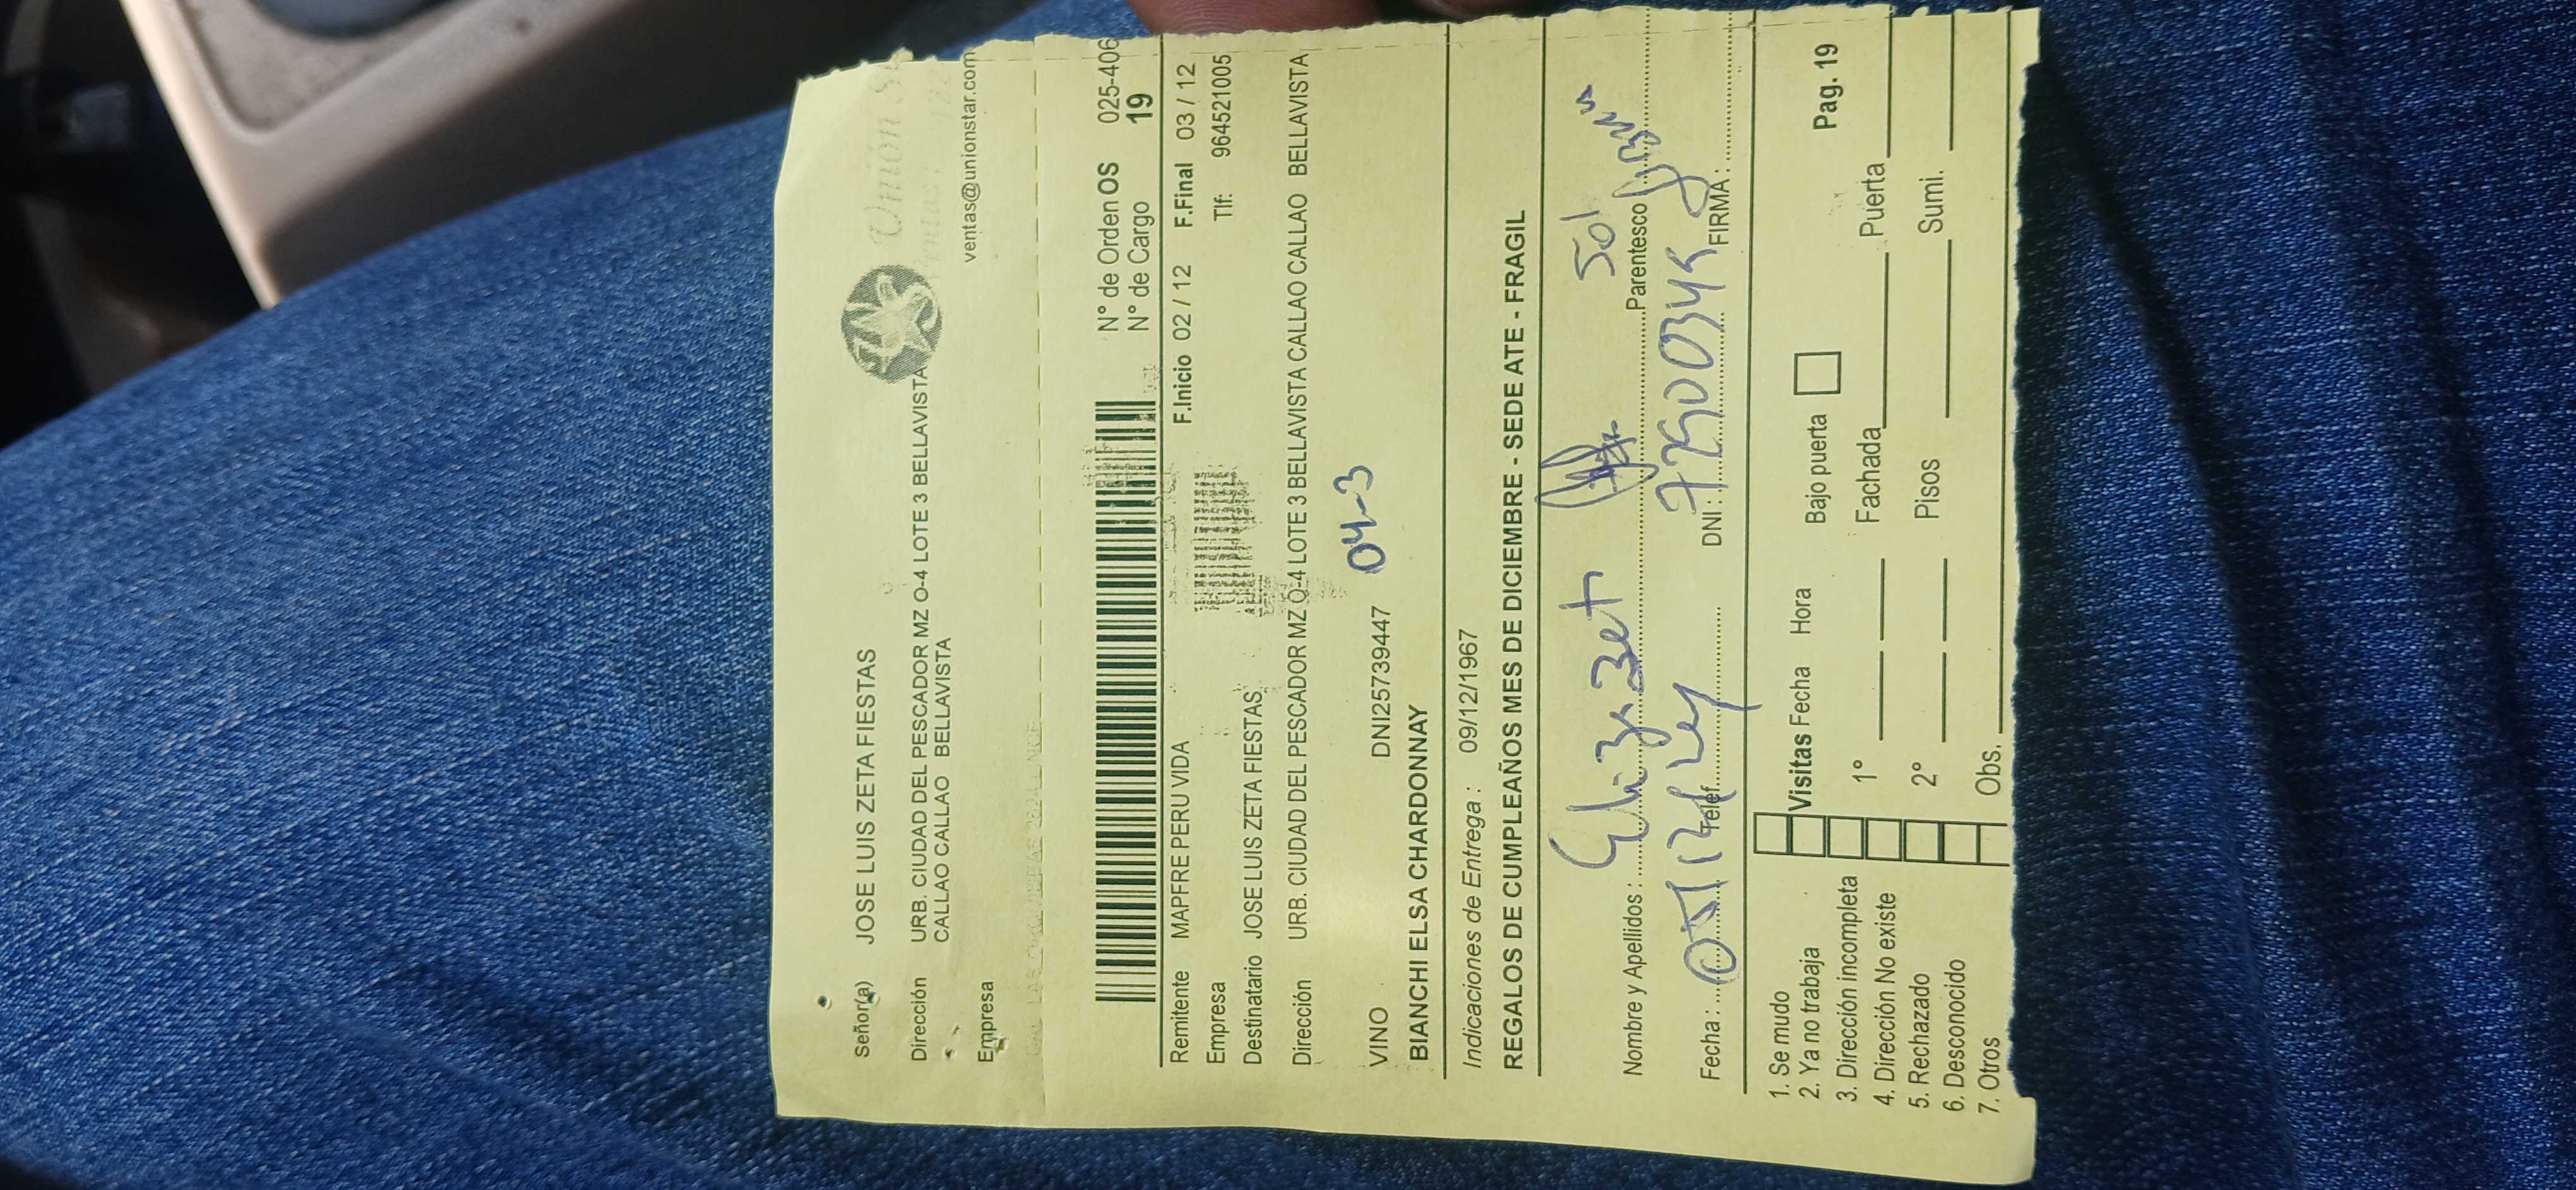 Señor(a) JOSE LUIS ZETA FIESTAS
Dirección URB. CIUDAD DEL PESCADOR MZ O-4 LOTE 3 BELLAVISTA
CALLAO CALLAO BELLAVISTA
Empresa
Unión
ventas@unionstar.com
N° de Orden OS 025-406
N° de Cargo 19
Remitente MAPFRE PERU VIDA F.Inicio 02 / 12 F.Final 03 / 12
Empresa Tlf: 964521005
Destinatario JOSE LUIS ZETA FIESTAS
Dirección URB. CIUDAD DEL PESCADOR MZ O-4 LOTE 3 BELLAVISTA CALLAO CALLAO BELLAVISTA
VINO DNI25739447 04-3
BIANCHI ELSA CHARDONNAY
Indicaciones de Entrega : 09/12/1967
REGALOS DE CUMPLEAÑOS MES DE DICIEMBRE - SEDE ATE - FRAGIL
Nombre y Apellidos : Parentesco
Fecha : Telef. DNI : FIRMA :
1. Se mudo
2. Ya no trabaja Visitas Fecha Hora Bajo puerta Pag. 19
3. Dirección incompleta 1° Fachada Puerta
4. Dirección No existe
5. Rechazado 2° Pisos Sumi.
6. Desconocido
7. Otros Obs.